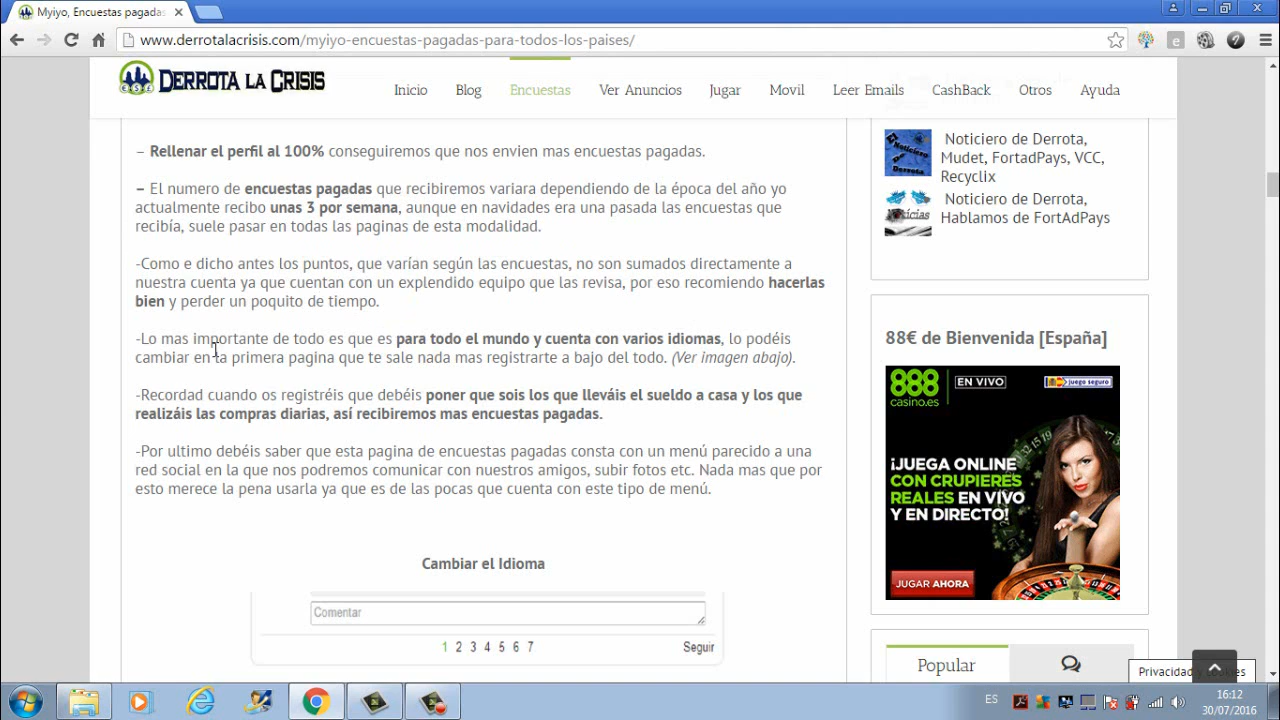 Myiyo, Encuestas pagadas
www.derrotalacrisis.com/myiyo-encuestas-pagadas-para-todos-los-paises/
DERROTA LA CRISIS
Inicio
Blog
Encuestas
Ver Anuncios
Jugar
Movil
Leer Emails
CashBack
Otros
Ayuda
– Rellenar el perfil al 100% conseguiremos que nos envien mas encuestas pagadas.
– El numero de encuestas pagadas que recibiremos variara dependiendo de la época del año yo
actualmente recibo unas 3 por semana, aunque en navidades era una pasada las encuestas que
recibía, suele pasar en todas las paginas de esta modalidad.
-Como e dicho antes los puntos, que varían según las encuestas, no son sumados directamente a
nuestra cuenta ya que cuentan con un explendido equipo que las revisa, por eso recomiendo hacerlas
bien y perder un poquito de tiempo.
-Lo mas importante de todo es que es para todo el mundo y cuenta con varios idiomas, lo podéis
cambiar en la primera pagina que te sale nada mas registrarte a bajo del todo. (Ver imagen abajo).
-Recordad cuando os registréis que debéis poner que sois los que lleváis el sueldo a casa y los que
realizáis las compras diarias, así recibiremos mas encuestas pagadas.
-Por ultimo debéis saber que esta pagina de encuestas pagadas consta con un menú parecido a una
red social en la que nos podremos comunicar con nuestros amigos, subir fotos etc. Nada mas que por
esto merece la pena usarla ya que es de las pocas que cuenta con este tipo de menú.
Cambiar el Idioma
Comentar
1 2 3 4 5 6 7
Seguir
Noticiero de Derrota,
Mudet, FortadPays, VCC,
Recyclix
Noticiero de Derrota,
Hablamos de FortAdPays
88€ de Bienvenida [España]
888
casino.es
EN VIVO
juego seguro
¡JUEGA ONLINE
CON CRUPIERES
REALES EN VIVO
Y EN DIRECTO!
JUGAR AHORA
Popular
Privacidad y cookies
ES
16:12
30/07/2016